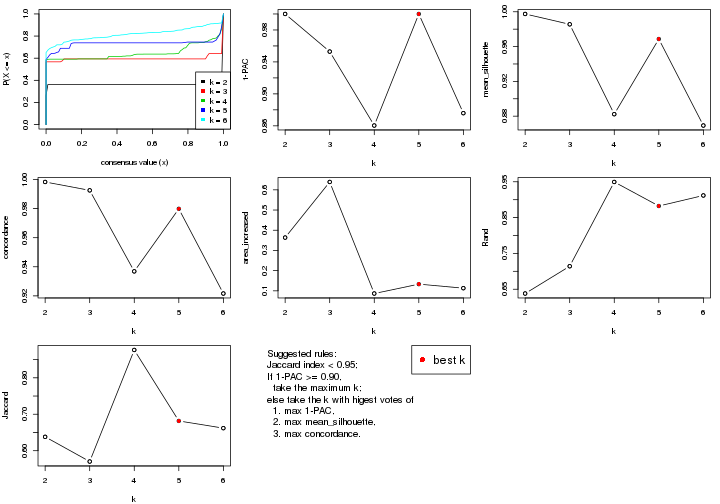 P(X <= x)
1.0
0.8
0.6
0.4
0.2
0.0
k = 2
k = 3
k = 4
k = 5
k = 6
0.0 0.2 0.4 0.6 0.8 1.0
consensus value (x)
1-PAC
0.98
0.94
0.90
0.86
2 3 4 5 6
k
mean_silhouette
1.00
0.96
0.92
0.88
2 3 4 5 6
k
concordance
1.00
0.98
0.96
0.94
0.92
2 3 4 5 6
k
area_increased
0.6
0.5
0.4
0.3
0.2
0.1
2 3 4 5 6
k
Rand
0.95
0.85
0.75
0.65
2 3 4 5 6
k
Jaccard
0.80
0.70
0.60
2 3 4 5 6
k
Suggested rules:
Jaccard index < 0.95;
If 1-PAC >= 0.90,
take the maximum k;
else take the k with higest votes of
1. max 1-PAC,
2. max mean_silhouette,
3. max concordance.
best k